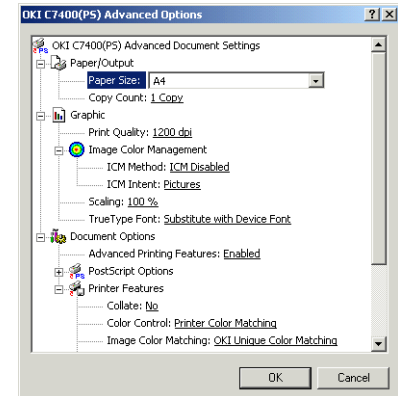 OKI C7400(PS) Advanced Options
OKI C7400(PS) Advanced Document Settings
Paper/Output
Paper Size: A4
Copy Count: 1 Copy
Graphic
Print Quality: 1200 dpi
Image Color Management
ICM Method: ICM Disabled
ICM Intent: Pictures
Scaling: 100 %
TrueType Font: Substitute with Device Font
Document Options
Advanced Printing Features: Enabled
PostScript Options
Printer Features
Collate: No
Color Control: Printer Color Matching
Image Color Matching: OKI Unique Color Matching
OK Cancel